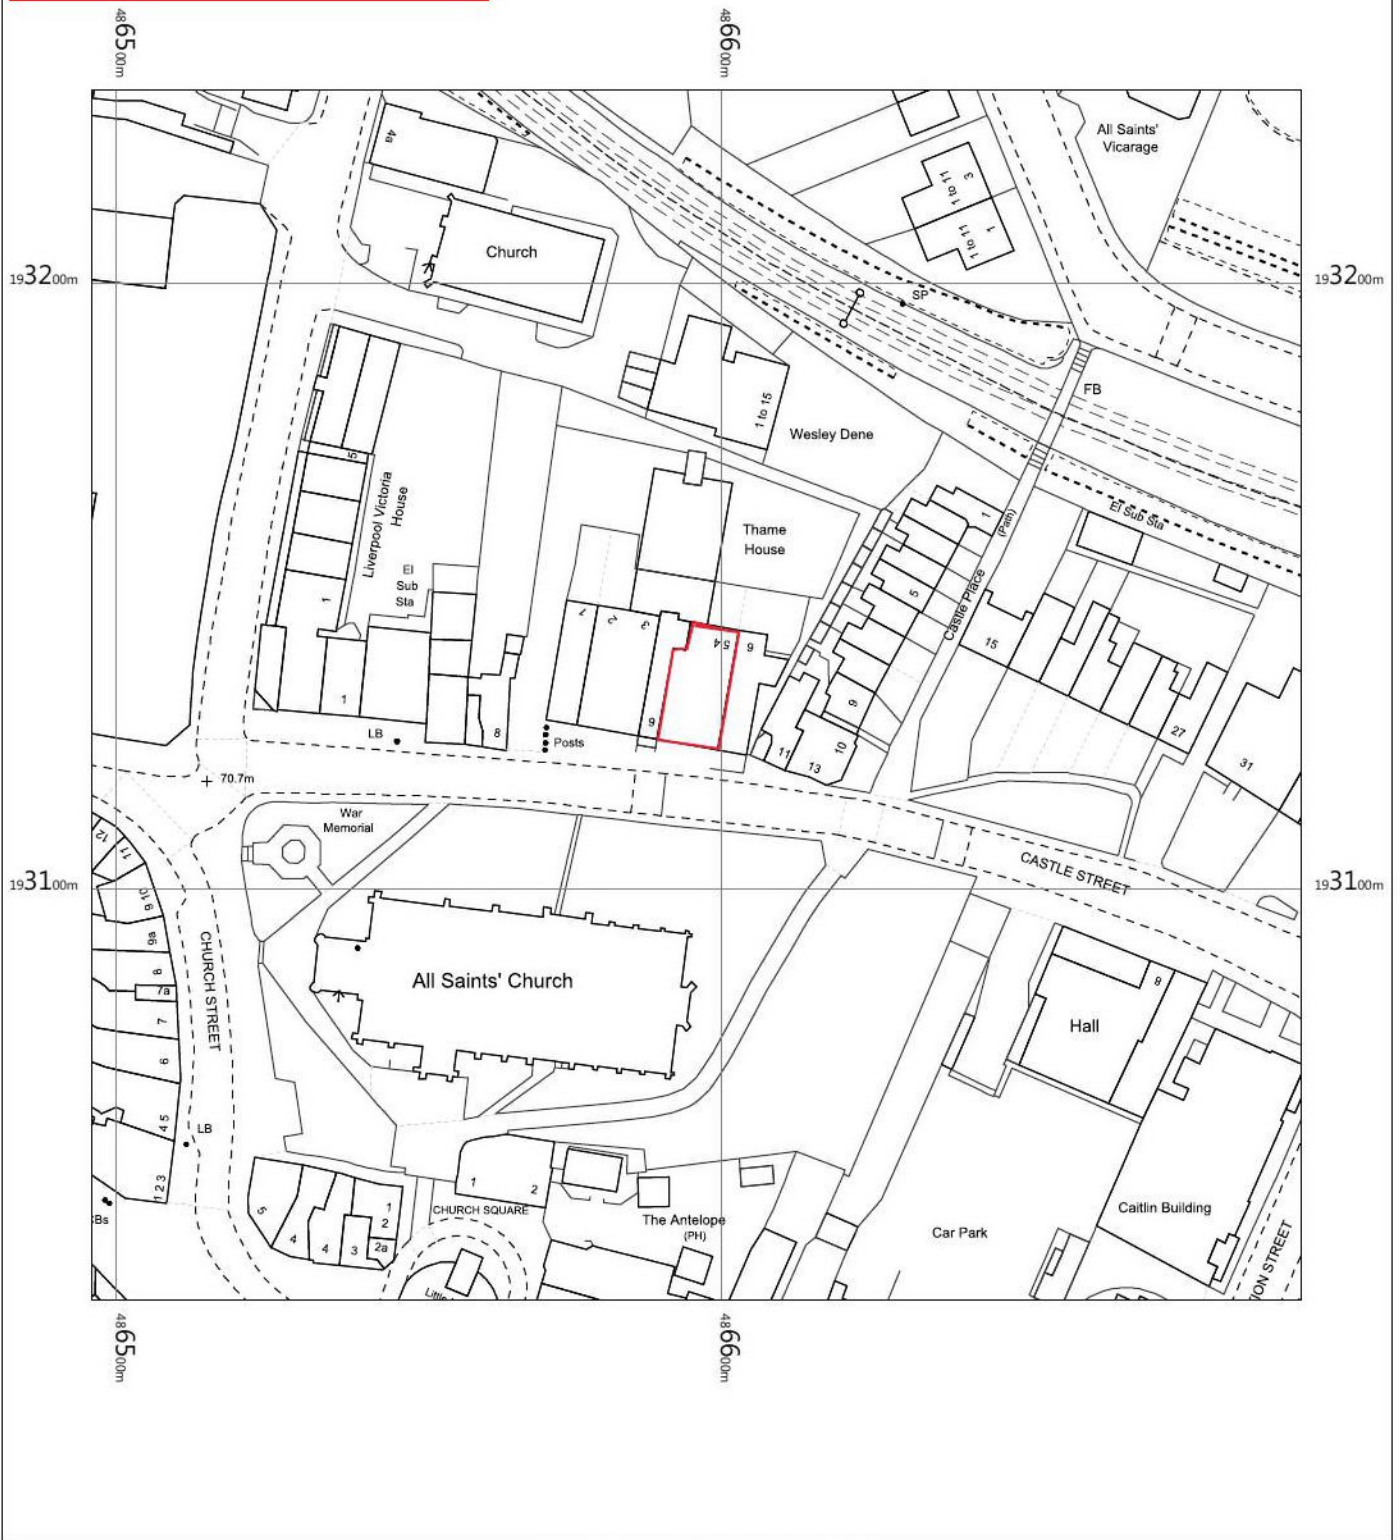 4865 00m
4866 00m
All Saints'
Vicarage
4a
3
1 to 11
1
1 to 11
Church
1932 00m
1932 00m
SP
FB
1 to 15
Wesley Dene
5
Liverpool Victoria
House
El
Sub
Sta
1
Thame
House
1
(Path)
El Sub Sta
5
Castle Place
15
7
2
3
5 4
6
9
9
11
10
13
27
31
1
LB
8
Posts
70.7m
War
Memorial
12
11
9 10
9a
8
7a
7
6
4 5
1 2 3
CHURCH STREET
CASTLE STREET
1931 00m
1931 00m
All Saints' Church
Hall
8
LB
1
2
5
4
4
3
1
2
2a
CHURCH SQUARE
The Antelope
(PH)
Car Park
Caitlin Building
ION STREET
Bs
Little
4865 00m
4866 00m